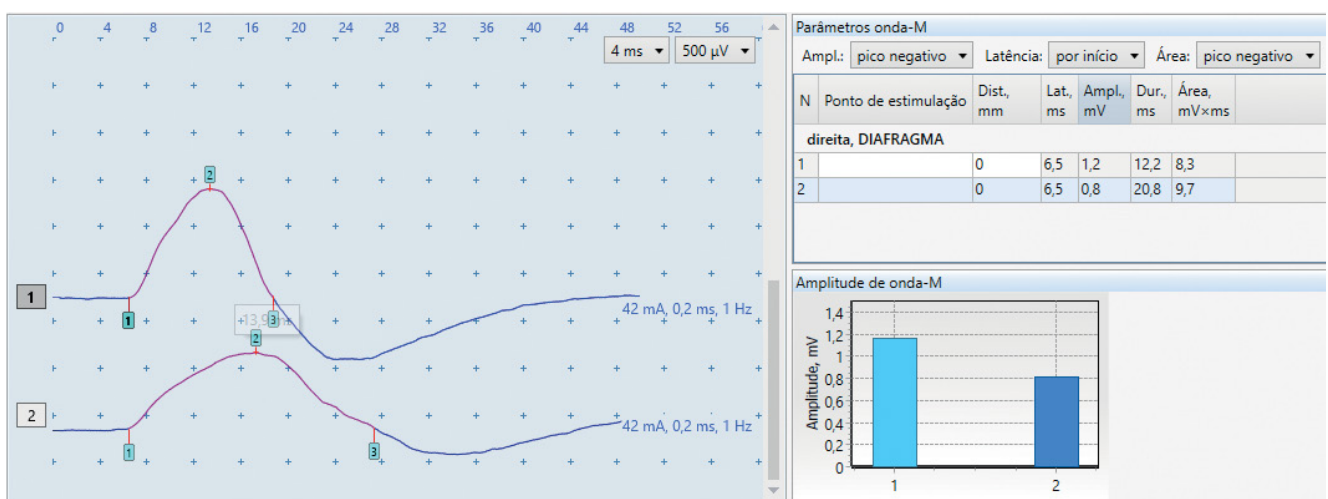 0 4 8 12 16 20 24 28 32 36 40 44 48 52 56
4 ms 500 µV
2
1
1
3
42 mA, 0,2 ms, 1 Hz
2
2
1
3
42 mA, 0,2 ms, 1 Hz
Parâmetros onda-M
Ampl.: pico negativo Latência: por início Área: pico negativo
N Ponto de estimulação Dist., mm Lat., ms Ampl., mV Dur., ms Área, mV×ms
direita, DIAFRAGMA
1 0 6,5 1,2 12,2 8,3
2 0 6,5 0,8 20,8 9,7
Amplitude de onda-M
Amplitude, mV
1,4
1,2
1
0,8
0,6
0,4
0,2
0
1 2